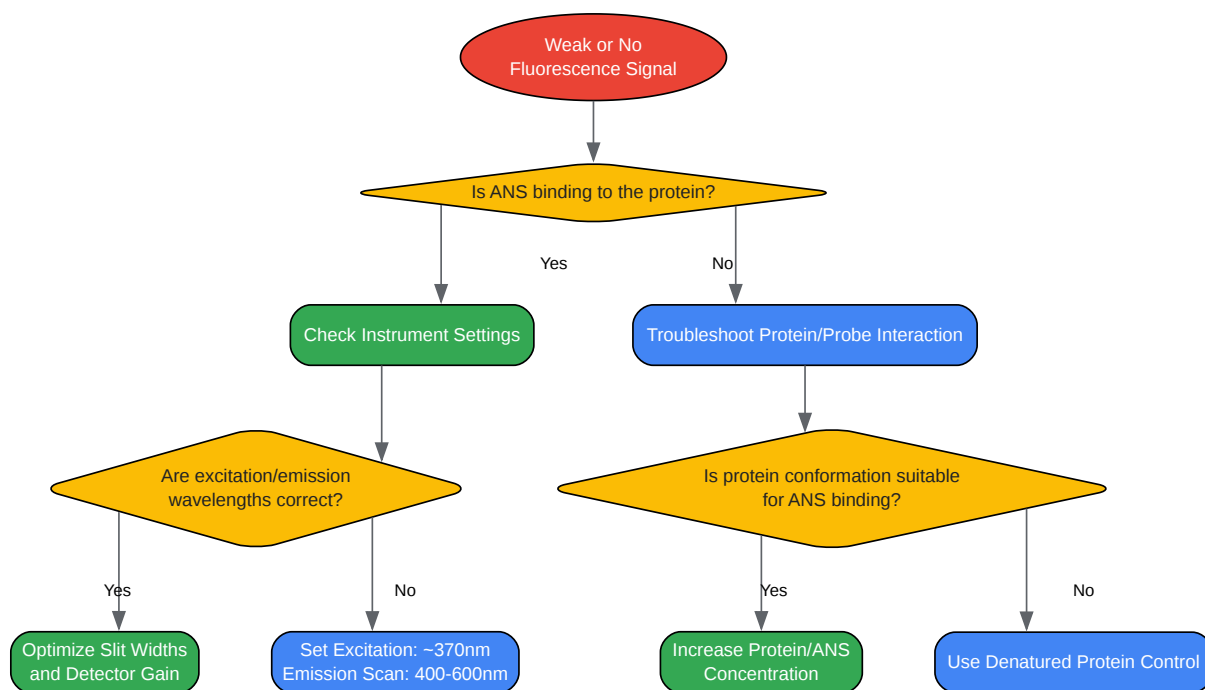 Weak or No
Fluorescence Signal
Is ANS binding to the protein?
Yes
No
Check Instrument Settings
Troubleshoot Protein/Probe Interaction
Are excitation/emission
wavelengths correct?
Is protein conformation suitable
for ANS binding?
Yes
No
Yes
No
Optimize Slit Widths
and Detector Gain
Set Excitation: ~370nm
Emission Scan: 400-600nm
Increase Protein/ANS
Concentration
Use Denatured Protein Control